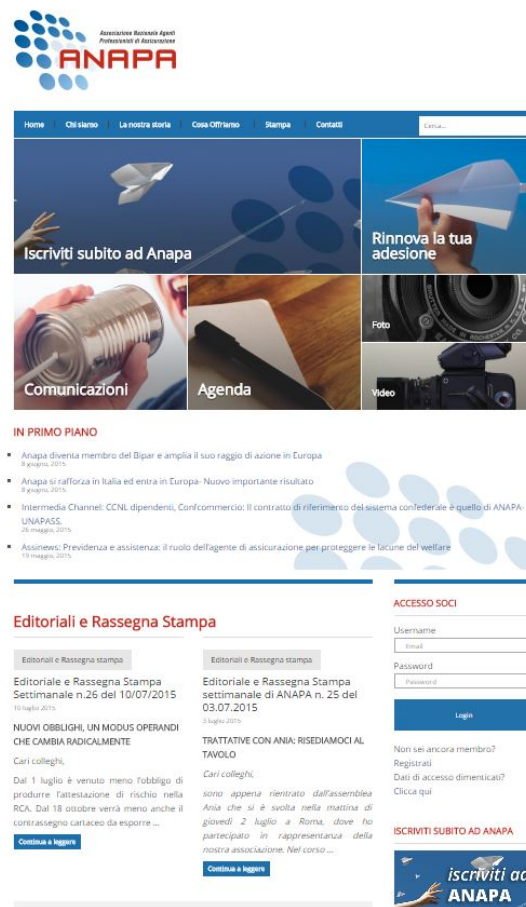 Associazione Nazionale Agenti
Professionisti di Assicurazione
ANAPA
Home
Chi siamo
La nostra storia
Cosa Offriamo
Stampa
Contatti
Cerca...
Iscriviti subito ad Anapa
Rinnova la tua
adesione
Comunicazioni
Agenda
Foto
Video
IN PRIMO PIANO
Anapa diventa membro del Bipar e amplia il suo raggio di azione in Europa
8 giugno, 2015
Anapa si rafforza in Italia ed entra in Europa- Nuovo importante risultato
8 giugno, 2015
Intermedia Channel: CCNL dipendenti, Confcommercio: Il contratto di riferimento del sistema confederale è quello di ANAPA-
UNAPASS.
26 maggio, 2015
Assinews: Previdenza e assistenza: il ruolo dell'agente di assicurazione per proteggere le lacune del welfare
19 maggio, 2015
Editoriali e Rassegna Stampa
Editoriali e Rassegna stampa
Editoriale e Rassegna Stampa
Settimanale n.26 del 10/07/2015
10 luglio 2015
NUOVI OBBLIGHI, UN MODUS OPERANDI
CHE CAMBIA RADICALMENTE
Cari colleghi,
Dal 1 luglio è venuto meno l'obbligo di
produrre l'attestazione di rischio nella
RCA. Dal 18 ottobre verrà meno anche il
contrassegno cartaceo da esporre ...
Continua a leggere
Editoriali e Rassegna stampa
Editoriale e Rassegna Stampa
settimanale di ANAPA n. 25 del
03.07.2015
3 luglio 2015
TRATTATIVE CON ANIA: RISEDIAMOCI AL
TAVOLO
Cari colleghi,
sono appena rientrato dall'assemblea
Ania che si è svolta nella mattina di
giovedì 2 luglio a Roma, dove ho
partecipato in rappresentanza della
nostra associazione. Nel corso ...
Continua a leggere
ACCESSO SOCI
Username
Email
Password
Password
Login
Non sei ancora membro?
Registrati
Dati di accesso dimenticati?
Clicca qui
ISCRIVITI SUBITO AD ANAPA
iscriviti ad
ANAPA